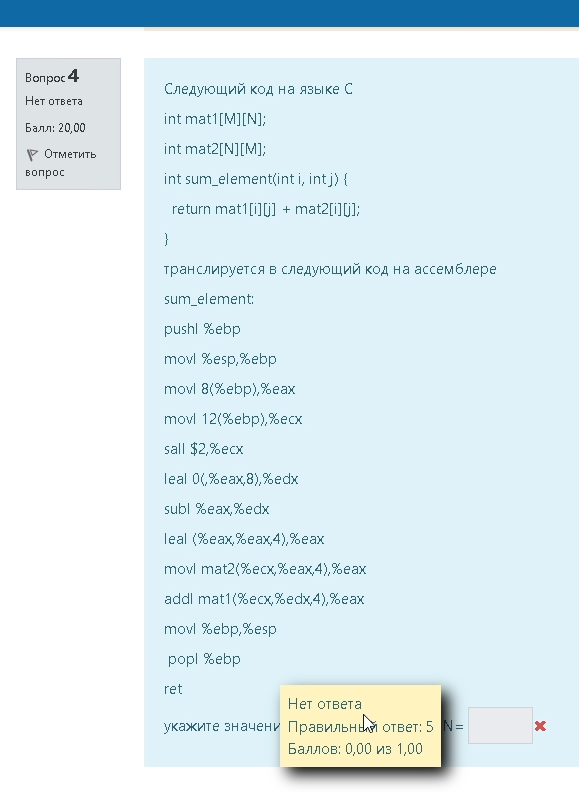 Вопрос 4
Нет ответа
Балл: 20,00
Отметить
вопрос
Следующий код на языке C
int mat1[M][N];
int mat2[N][M];
int sum_element(int i, int j) {
return mat1[i][j] + mat2[i][j];
}
транслируется в следующий код на ассемблере
sum_element:
pushl %ebp
movl %esp,%ebp
movl 8(%ebp),%eax
movl 12(%ebp),%ecx
sall $2,%ecx
leal 0(,%eax,8),%edx
subl %eax,%edx
leal (%eax,%eax,4),%eax
movl mat2(%ecx,%eax,4),%eax
addl mat1(%ecx,%edx,4),%eax
movl %ebp,%esp
popl %ebp
ret
укажите N=
Нет ответа
Правильный ответ: 5
Баллов: 0,00 из 1,00